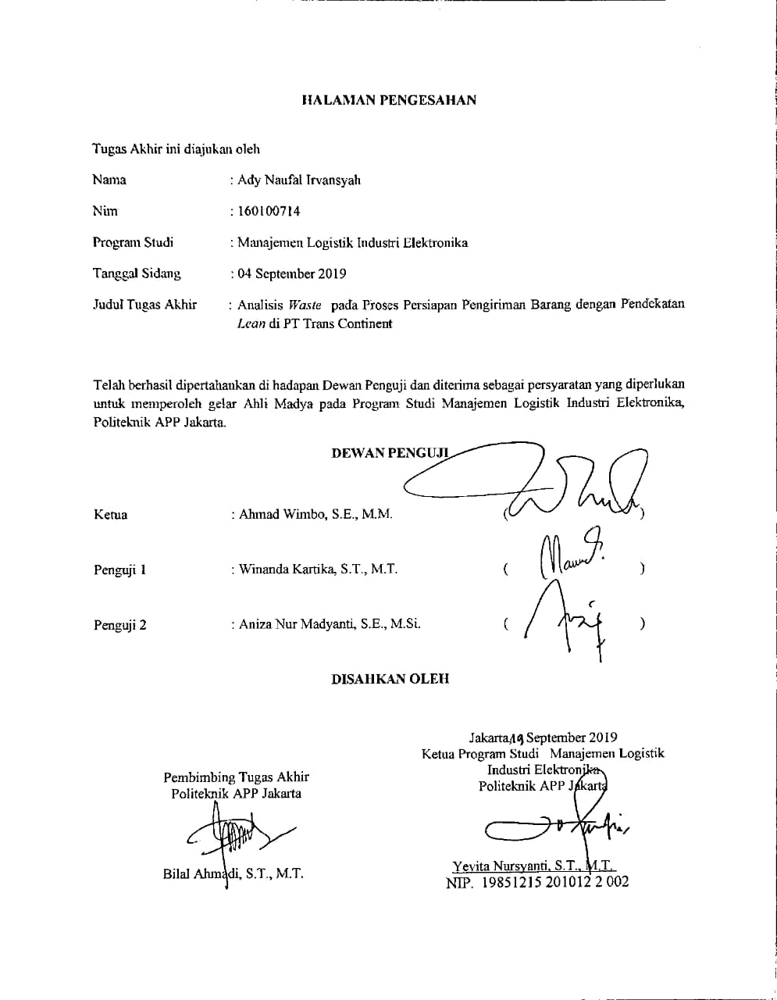 HALAMAN PENGESAHAN
Tugas Akhir ini diajukan oleh
Nama : Ady Naufal Irvansyah
Nim : 160100714
Program Studi : Manajemen Logistik Industri Elektronika
Tanggal Sidang : 04 September 2019
Judul Tugas Akhir : Analisis Waste pada Proses Persiapan Pengiriman Barang dengan Pendekatan
Lean di PT Trans Continent
Telah berhasil dipertahankan di hadapan Dewan Penguji dan diterima sebagai persyaratan yang diperlukan
untuk memperoleh gelar Ahli Madya pada Program Studi Manajemen Logistik Industri Elektronika,
Politeknik APP Jakarta.
DEWAN PENGUJI
Ketua : Ahmad Wimbo, S.E., M.M. ( )
Penguji 1 : Winanda Kartika, S.T., M.T. ( )
Penguji 2 : Aniza Nur Madyanti, S.E., M.Si. ( )
DISAHKAN OLEH
Jakarta, 19 September 2019
Ketua Program Studi Manajemen Logistik
Industri Elektronika
Politeknik APP Jakarta
Pembimbing Tugas Akhir
Politeknik APP Jakarta
Yevita Nursyanti, S.T., M.T.
NIP. 19851215 201012 2 002
Bilal Ahmadi, S.T., M.T.